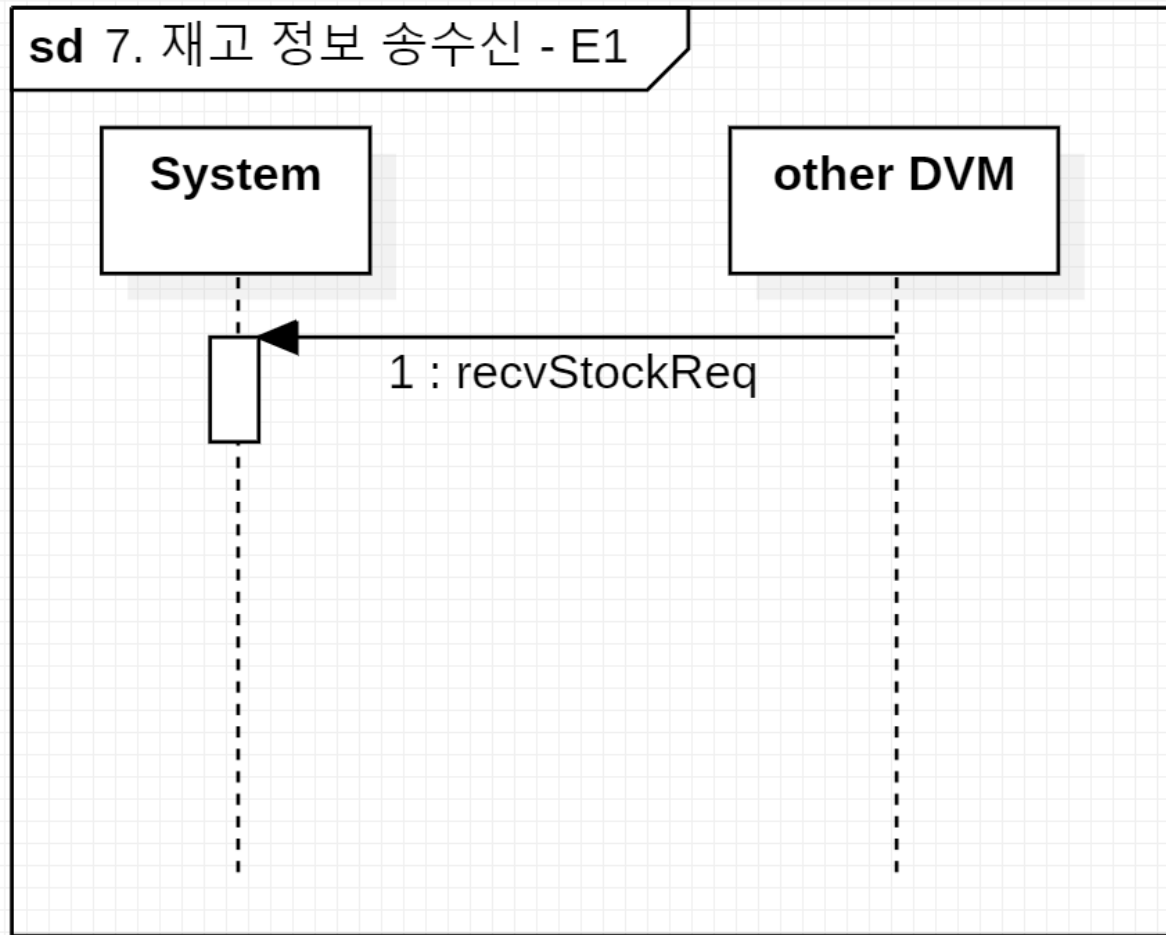 sd 7. 재고 정보 송수신 - E1
System
other DVM
1 : recvStockReq